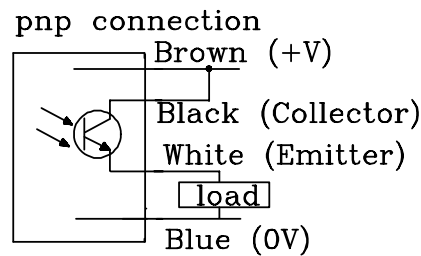 pnp connection
Brown (+V)
Black (Collector)
White (Emitter)
load
Blue (0V)